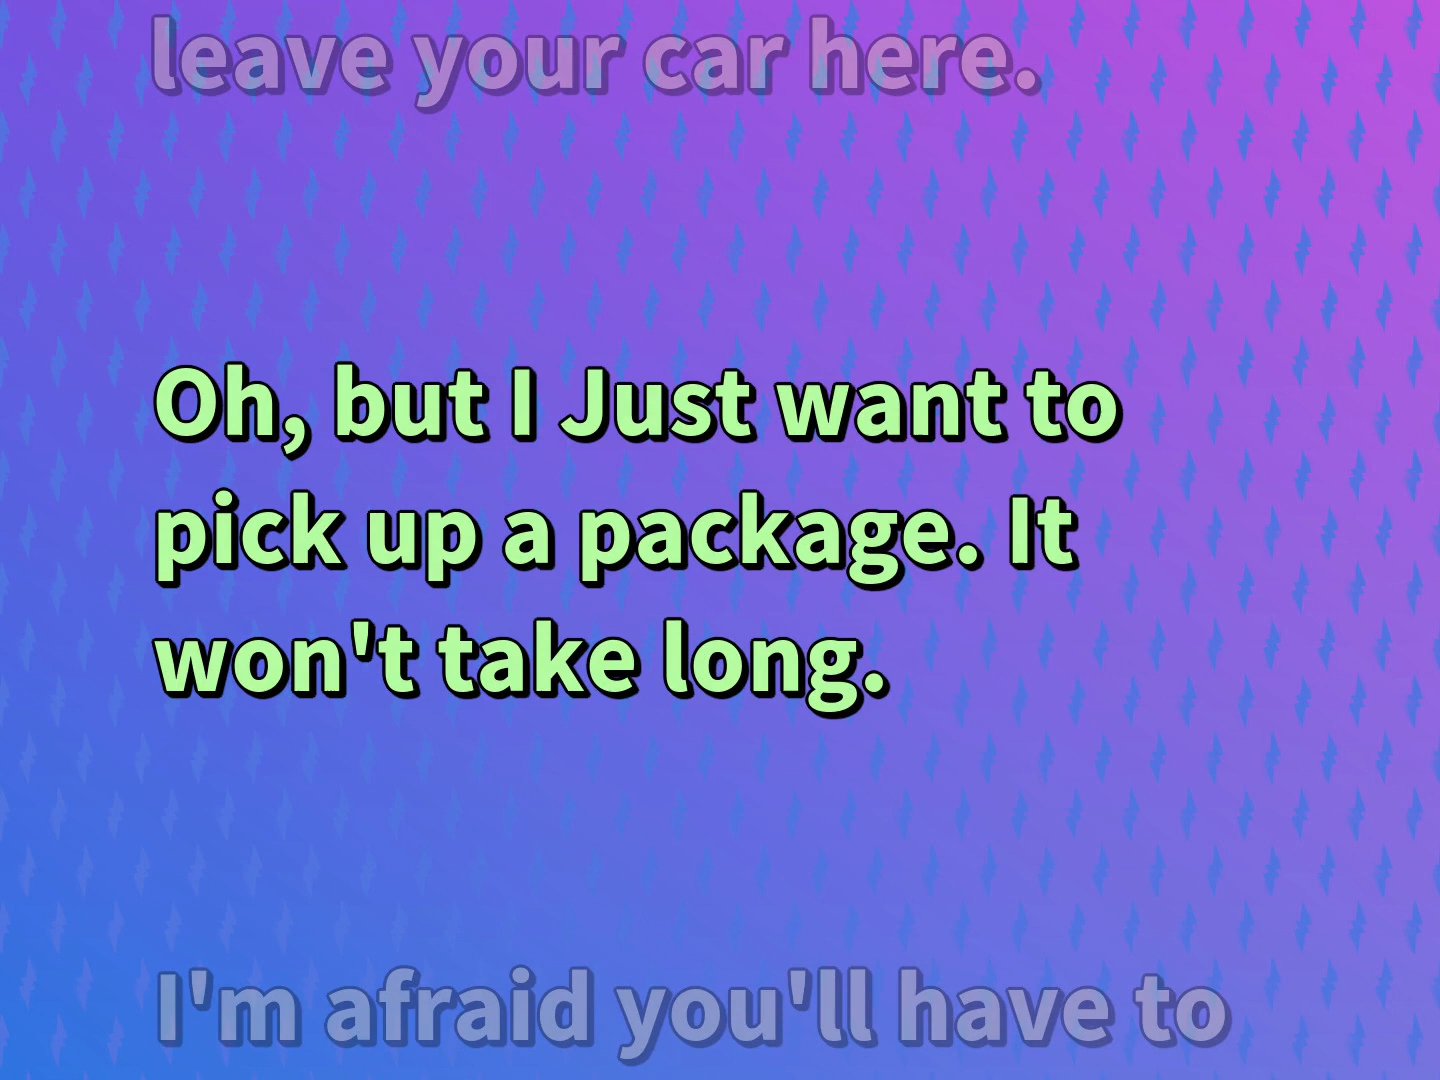 leave your car here.
Oh, but I Just want to
pick up a package. It
won't take long.
I'm afraid you'll have to